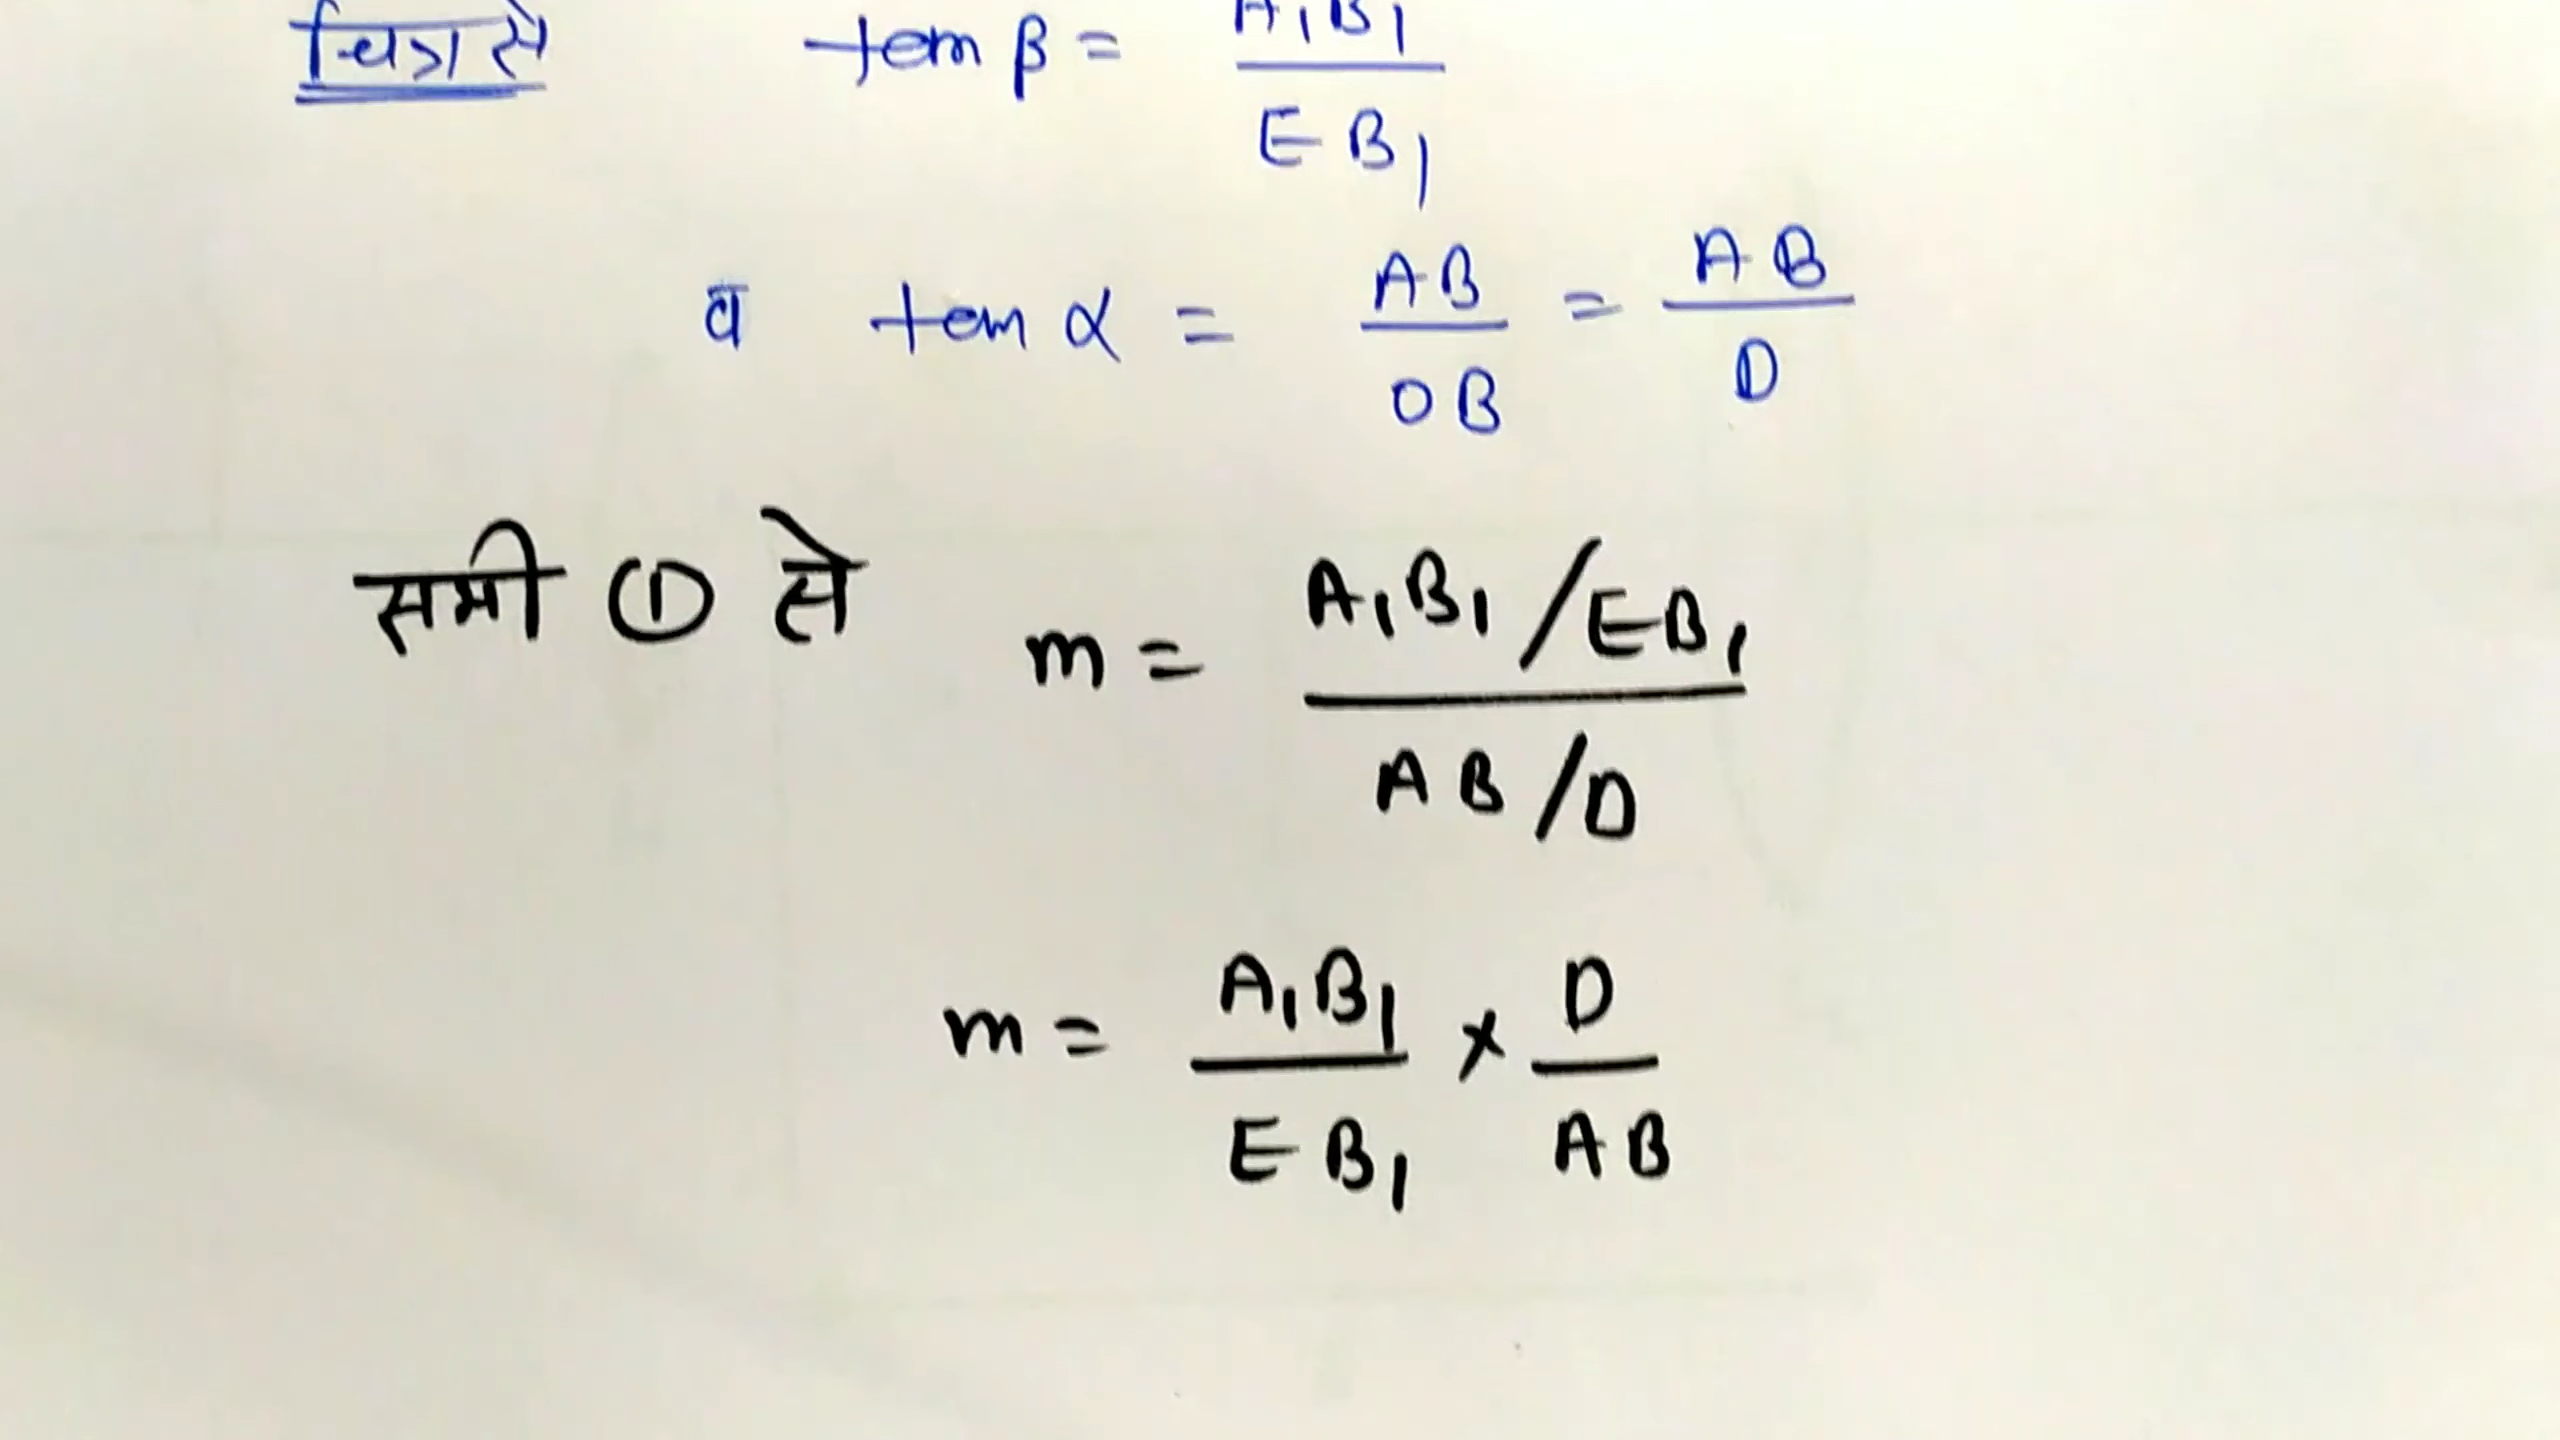 चित्र से tan β = A₁B₁ / EB₁
व tan α = AB / OB = AB / D
समी ① से m = (A₁B₁/EB₁) / (AB/D)
m = A₁B₁ / EB₁ × D / AB